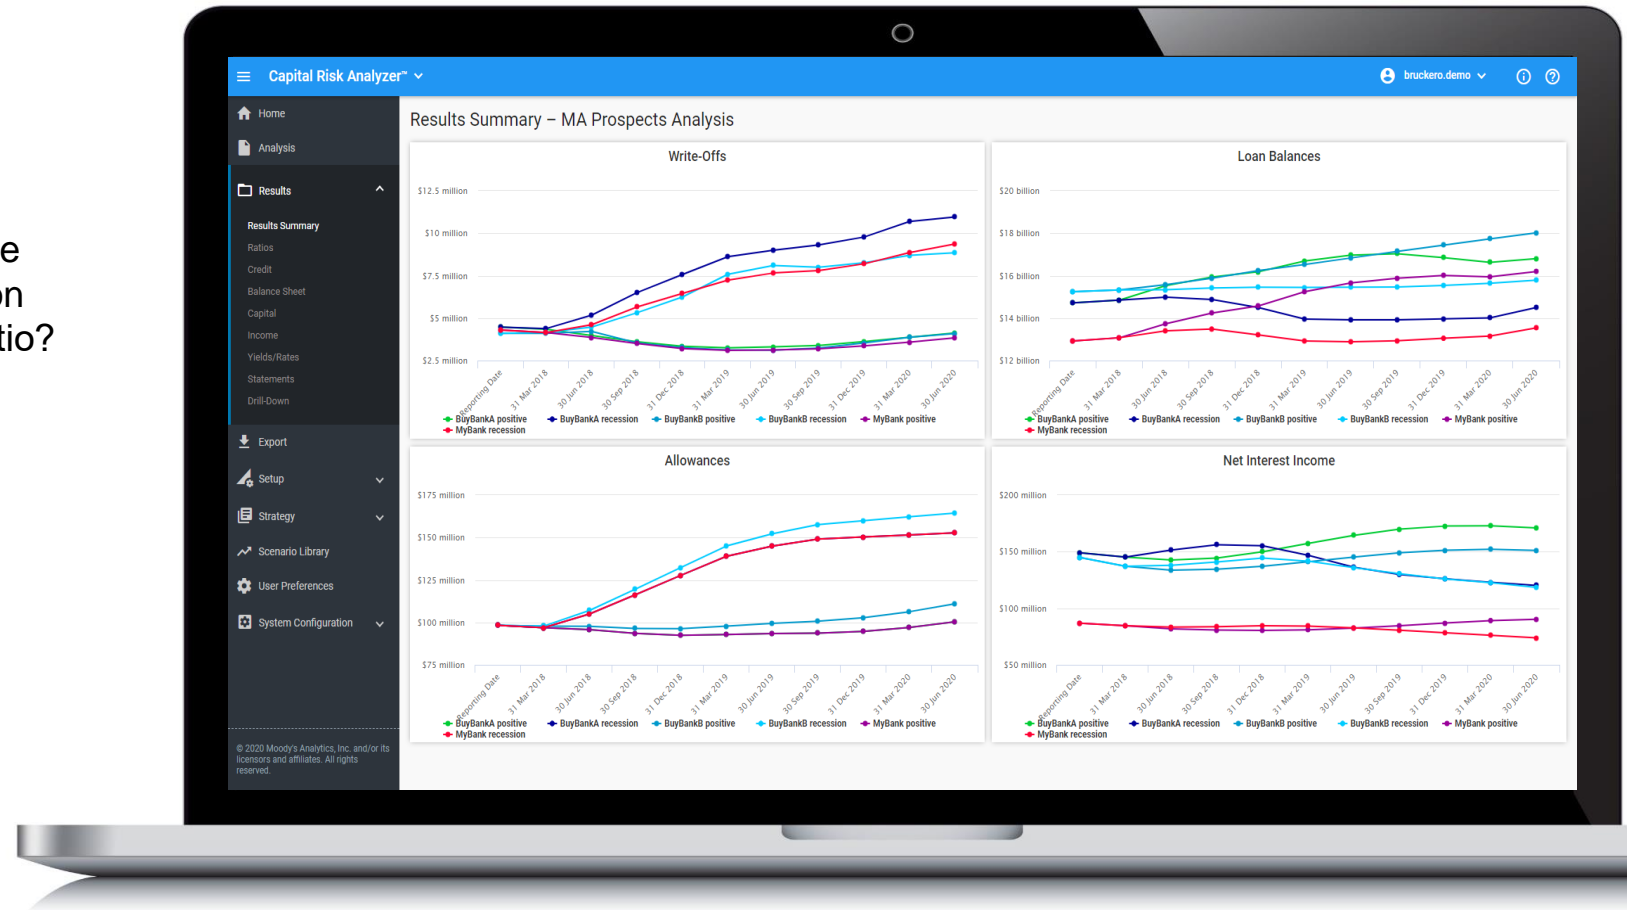 e
on
tio?
Capital Risk Analyzer™
bruckero.demo
Home
Analysis
Results
Results Summary
Ratios
Credit
Balance Sheet
Capital
Income
Yields/Rates
Statements
Drill-Down
Export
Setup
Strategy
Scenario Library
User Preferences
System Configuration
© 2020 Moody's Analytics, Inc. and/or its
licensors and affiliates. All rights
reserved.
Results Summary – MA Prospects Analysis
Write-Offs
$12.5 million
$10 million
$7.5 million
$5 million
$2.5 million
Reporting Date
31 Mar 2018
30 Jun 2018
30 Sep 2018
31 Dec 2018
31 Mar 2019
30 Jun 2019
30 Sep 2019
31 Dec 2019
31 Mar 2020
30 Jun 2020
BuyBankA positive BuyBankA recession BuyBankB positive BuyBankB recession MyBank positive
MyBank recession
Loan Balances
$20 billion
$18 billion
$16 billion
$14 billion
$12 billion
Reporting Date
31 Mar 2018
30 Jun 2018
30 Sep 2018
31 Dec 2018
31 Mar 2019
30 Jun 2019
30 Sep 2019
31 Dec 2019
31 Mar 2020
30 Jun 2020
BuyBankA positive BuyBankA recession BuyBankB positive BuyBankB recession MyBank positive
MyBank recession
Allowances
$175 million
$150 million
$125 million
$100 million
$75 million
Reporting Date
31 Mar 2018
30 Jun 2018
30 Sep 2018
31 Dec 2018
31 Mar 2019
30 Jun 2019
30 Sep 2019
31 Dec 2019
31 Mar 2020
30 Jun 2020
BuyBankA positive BuyBankA recession BuyBankB positive BuyBankB recession MyBank positive
MyBank recession
Net Interest Income
$200 million
$150 million
$100 million
$50 million
Reporting Date
31 Mar 2018
30 Jun 2018
30 Sep 2018
31 Dec 2018
31 Mar 2019
30 Jun 2019
30 Sep 2019
31 Dec 2019
31 Mar 2020
30 Jun 2020
BuyBankA positive BuyBankA recession BuyBankB positive BuyBankB recession MyBank positive
MyBank recession